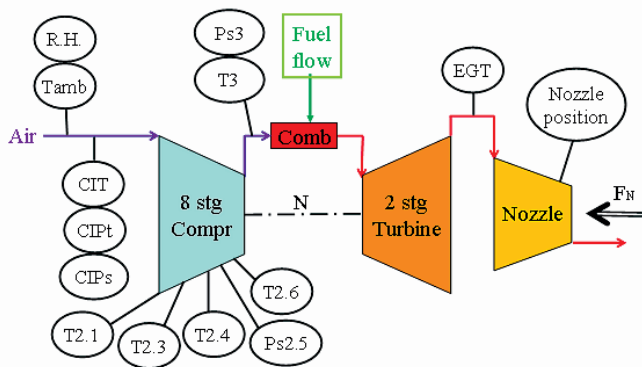 R.H.
Tamb
Air
CIT
CIPt
CIPs
Ps3
T3
Fuel
flow
Comb
EGT
Nozzle
position
8 stg
Compr
N
2 stg
Turbine
Nozzle
FN
T2.1
T2.3
T2.4
Ps2.5
T2.6